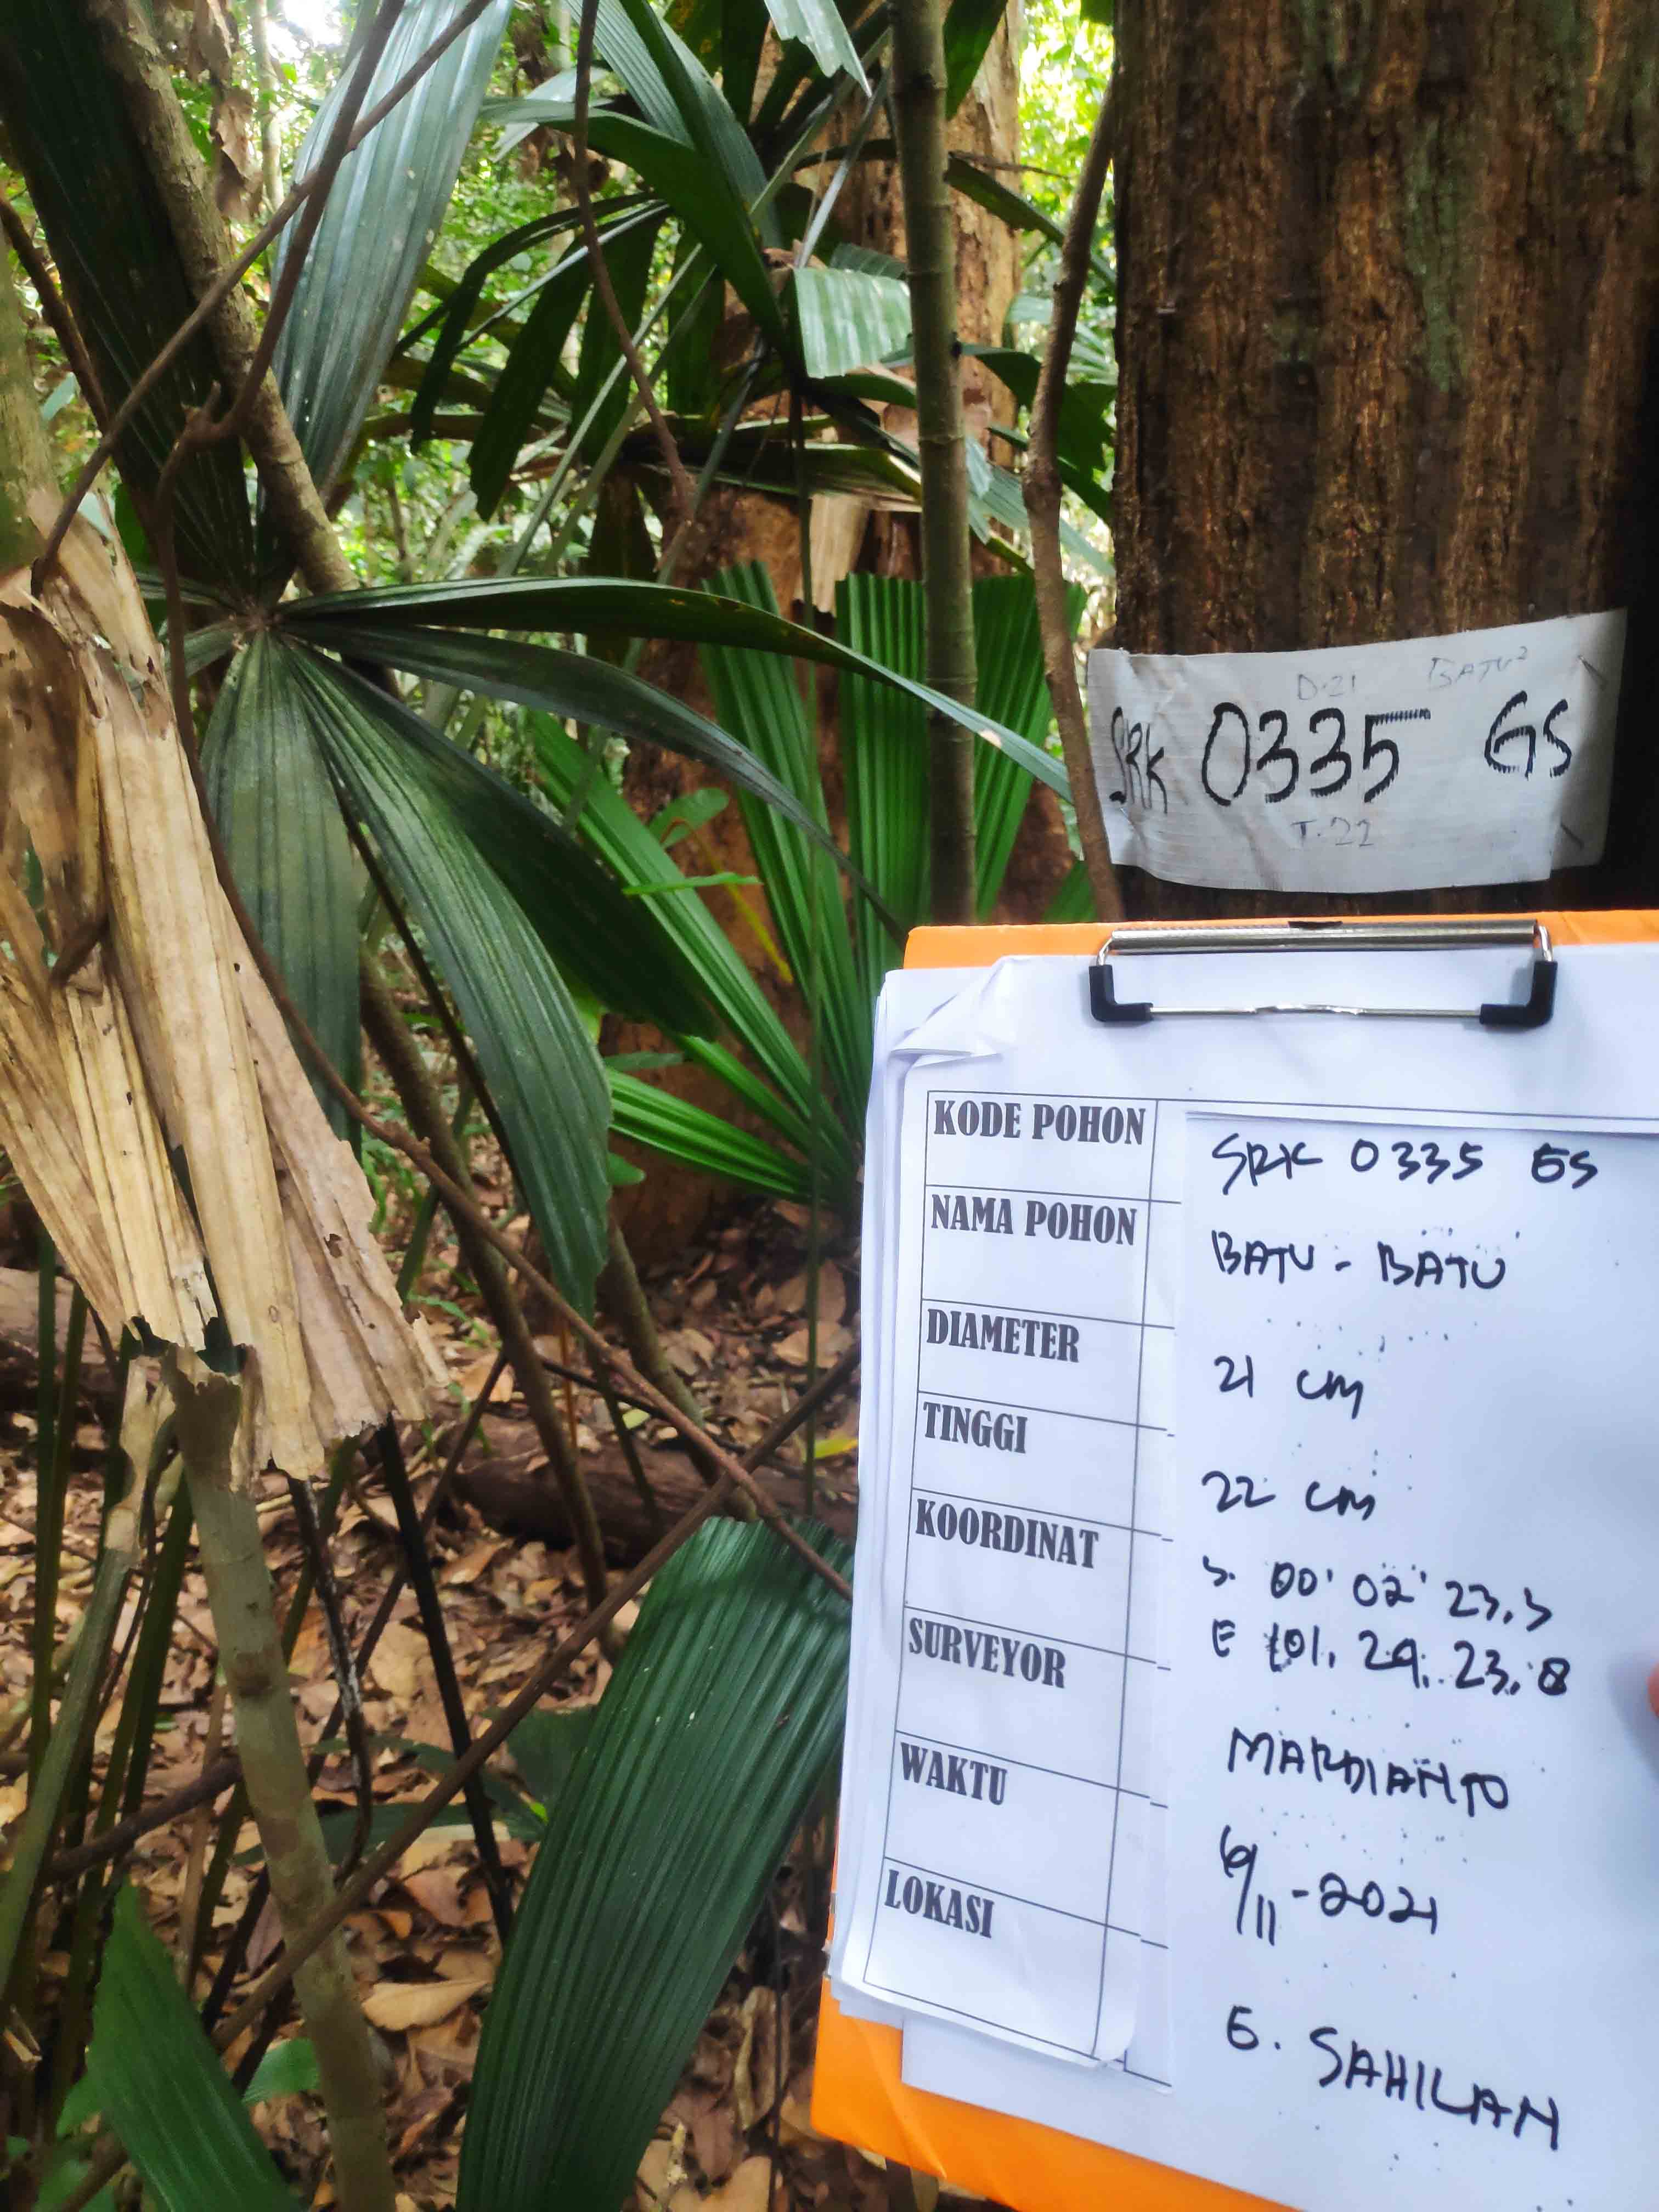 D.21 BATU²
SRK 0335 GS
T.22
KODE POHON SRK 0335 GS
NAMA POHON BATU - BATU
DIAMETER 21 cm
TINGGI 22 cm
KOORDINAT S. 00' 02' 23,3
E 101. 29. 23,8
SURVEYOR MARDIANTO
WAKTU 6/11-2021
LOKASI G. SAHILAN